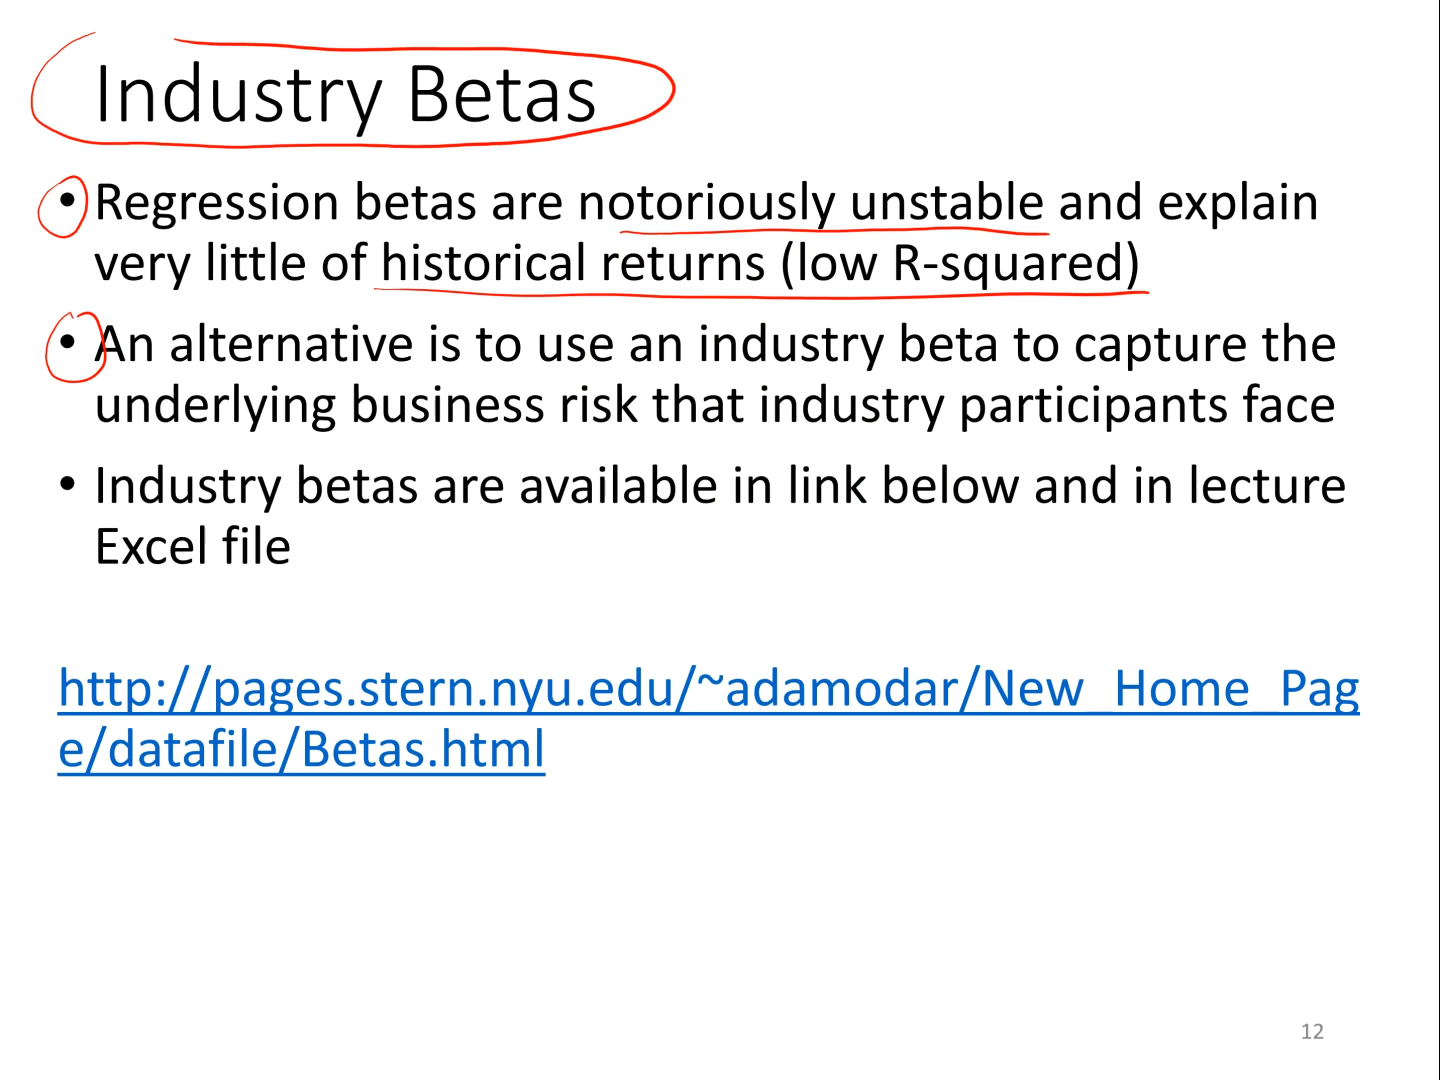 Industry Betas
• Regression betas are notoriously unstable and explain
very little of historical returns (low R-squared)
• An alternative is to use an industry beta to capture the
underlying business risk that industry participants face
• Industry betas are available in link below and in lecture
Excel file
http://pages.stern.nyu.edu/~adamodar/New_Home_Pag
e/datafile/Betas.html
12